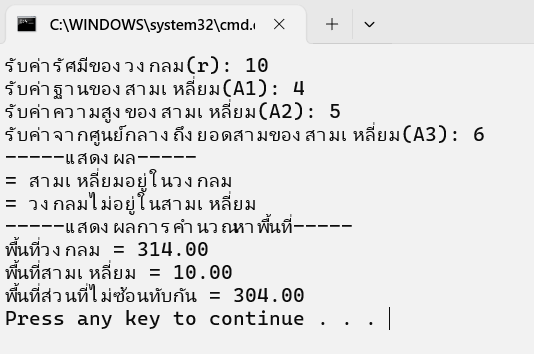 C:\WINDOWS\system32\cmd.e
รับค่ารัศมีของวงกลม(r): 10
รับค่าฐานของสามเหลี่ยม(A1): 4
รับค่าความสูงของสามเหลี่ยม(A2): 5
รับค่าจากศูนย์กลางถึงยอดสามของสามเหลี่ยม(A3): 6
-----แสดงผล-----
= สามเหลี่ยมอยู่ในวงกลม
= วงกลมไม่อยู่ในสามเหลี่ยม
-----แสดงผลการคำนวณหาพื้นที่-----
พื้นที่วงกลม = 314.00
พื้นที่สามเหลี่ยม = 10.00
พื้นที่ส่วนที่ไม่ซ้อนทับกัน = 304.00
Press any key to continue . . .